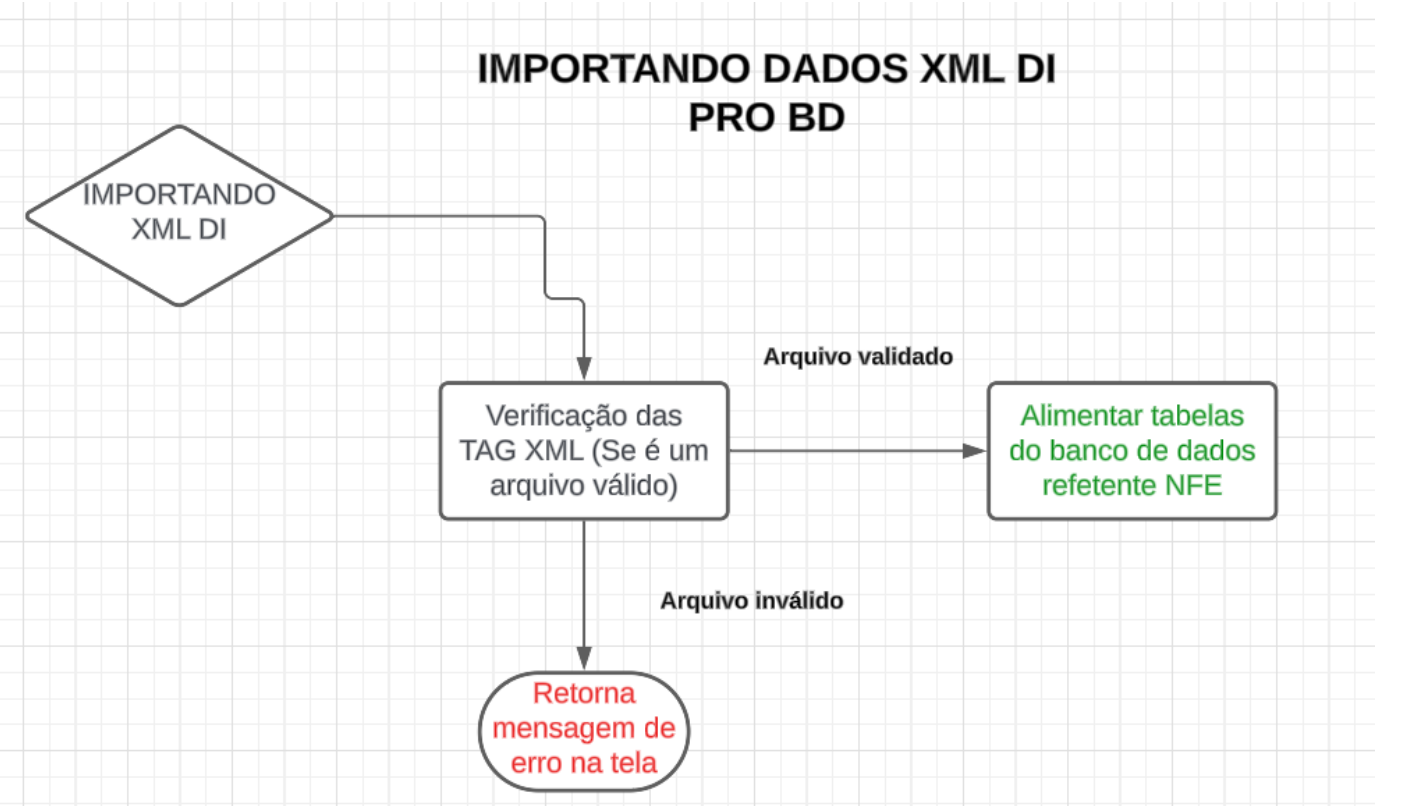 IMPORTANDO DADOS XML DI
PRO BD
IMPORTANDO
XML DI
Arquivo validado
Verificação das
TAG XML (Se é um
arquivo válido)
Alimentar tabelas
do banco de dados
refetente NFE
Arquivo inválido
Retorna
mensagem de
erro na tela